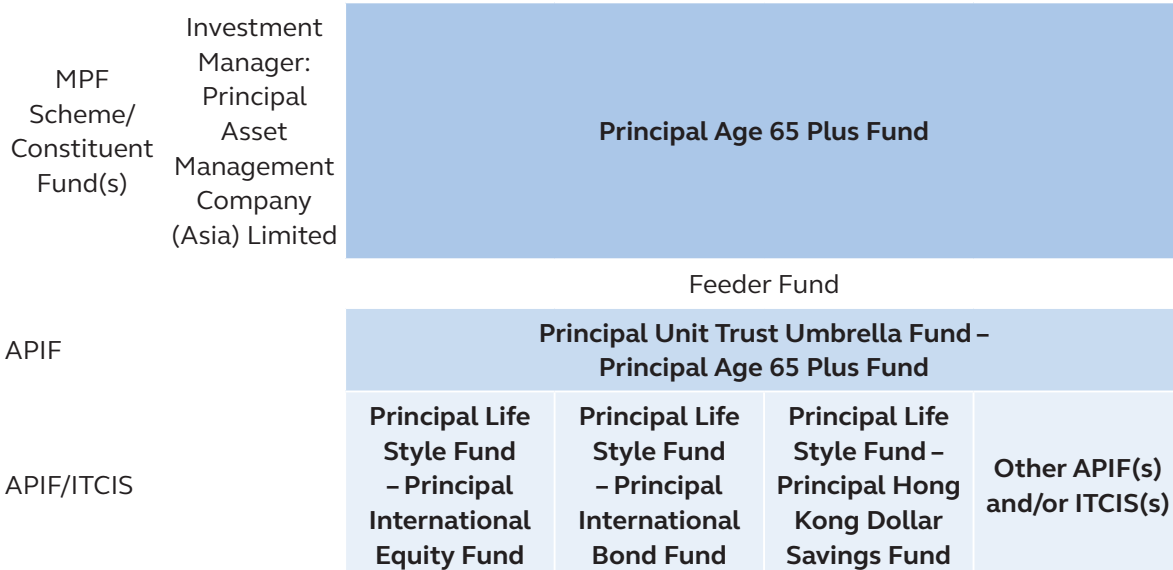 MPF
Scheme/
Constituent
Fund(s)
Investment
Manager:
Principal
Asset
Management
Company
(Asia) Limited
Principal Age 65 Plus Fund
Feeder Fund
APIF
Principal Unit Trust Umbrella Fund –
Principal Age 65 Plus Fund
APIF/ITCIS
Principal Life
Style Fund
– Principal
International
Equity Fund
Principal Life
Style Fund
– Principal
International
Bond Fund
Principal Life
Style Fund –
Principal Hong
Kong Dollar
Savings Fund
Other APIF(s)
and/or ITCIS(s)